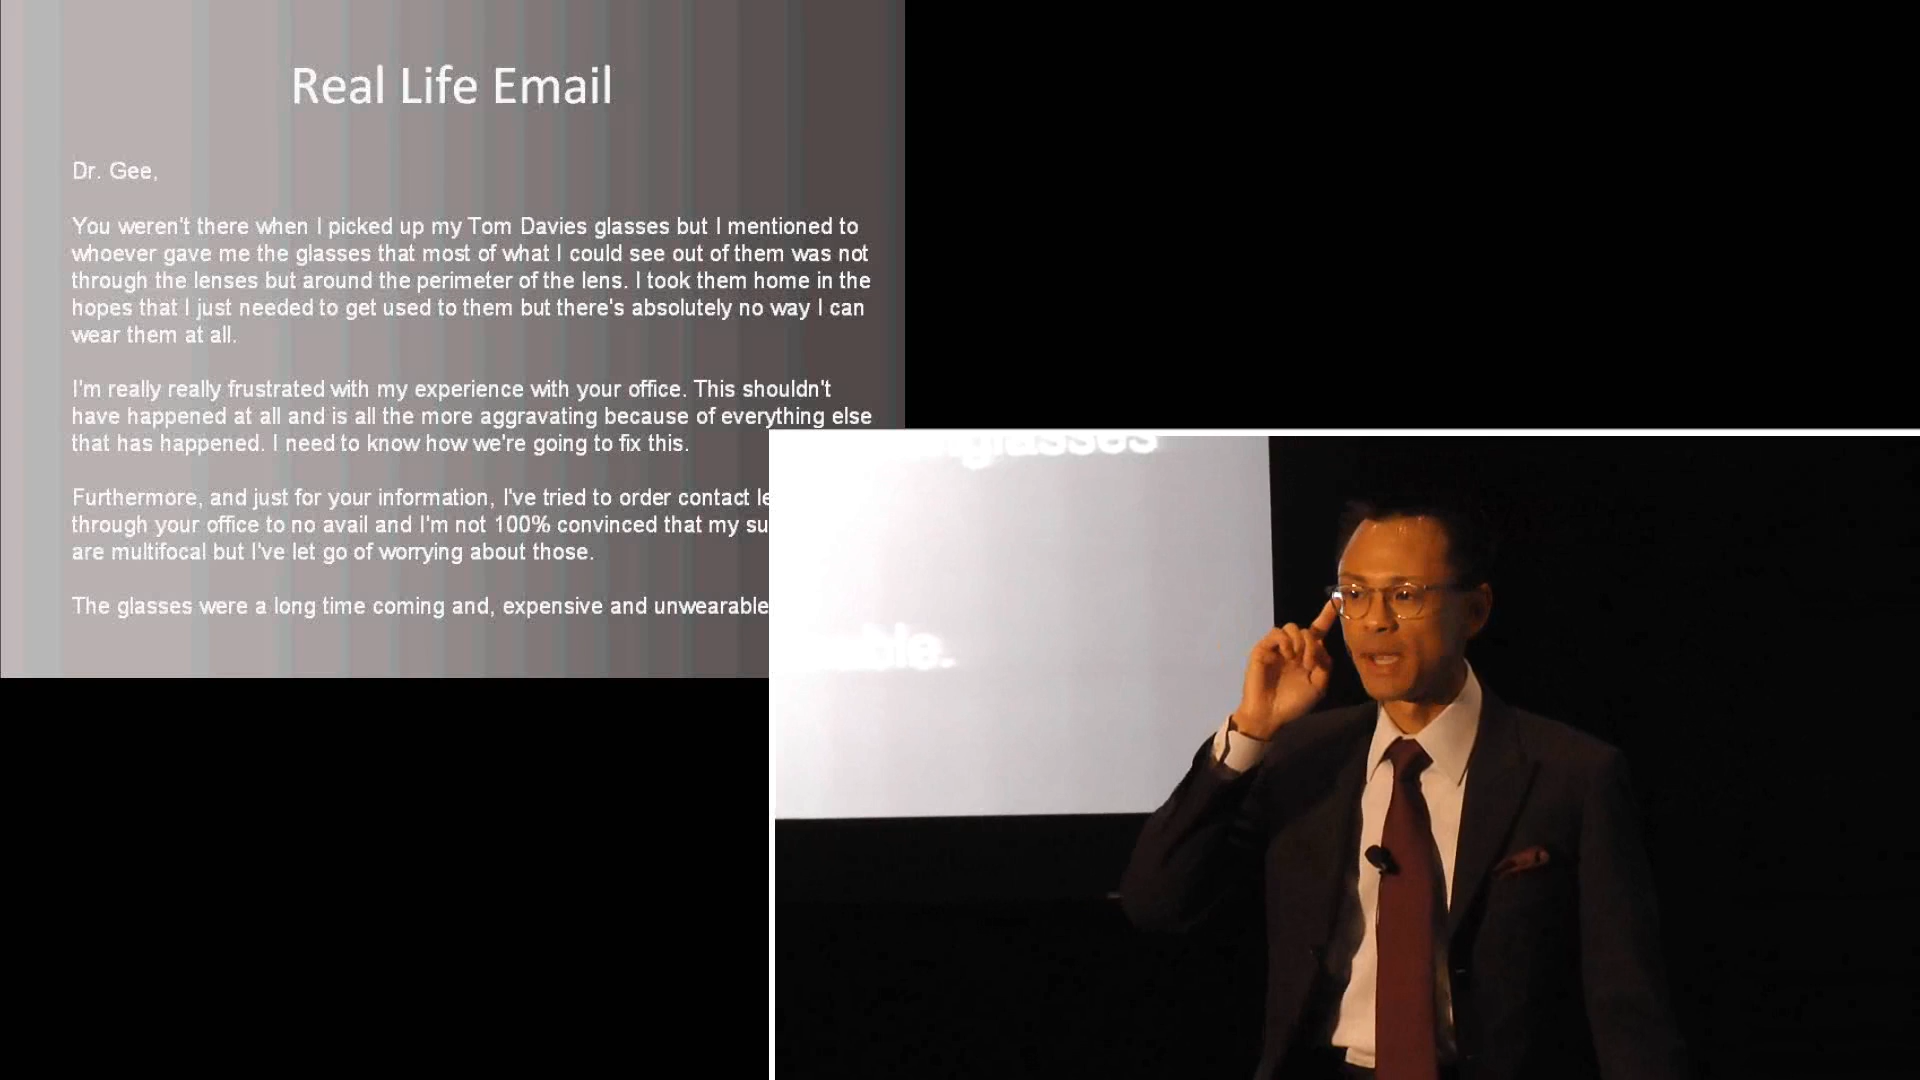 Real Life Email
Dr. Gee,
You weren't there when I picked up my Tom Davies glasses but I mentioned to
whoever gave me the glasses that most of what I could see out of them was not
through the lenses but around the perimeter of the lens. I took them home in the
hopes that I just needed to get used to them but there's absolutely no way I can
wear them at all.
I'm really really frustrated with my experience with your office. This shouldn't
have happened at all and is all the more aggravating because of everything else
that has happened. I need to know how we're going to fix this.
Furthermore, and just for your information, I've tried to order contact le
through your office to no avail and I'm not 100% convinced that my su
are multifocal but I've let go of worrying about those.
The glasses were a long time coming and, expensive and unwearable
glasses
ble.